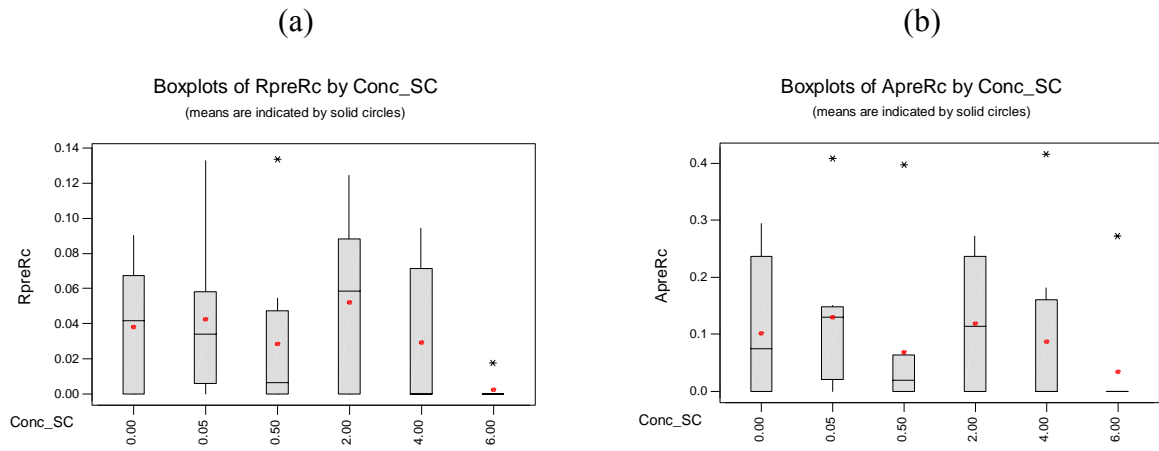 (a)
Boxplots of RpreRc by Conc_SC
(means are indicated by solid circles)
0.14
0.12
0.10
0.08
0.06
0.04
0.02
0.00
RpreRc
Conc_SC
0.00
0.05
0.50
2.00
4.00
6.00
(b)
Boxplots of ApreRc by Conc_SC
(means are indicated by solid circles)
0.4
0.3
0.2
0.1
0.0
ApreRc
Conc_SC
0.00
0.05
0.50
2.00
4.00
6.00